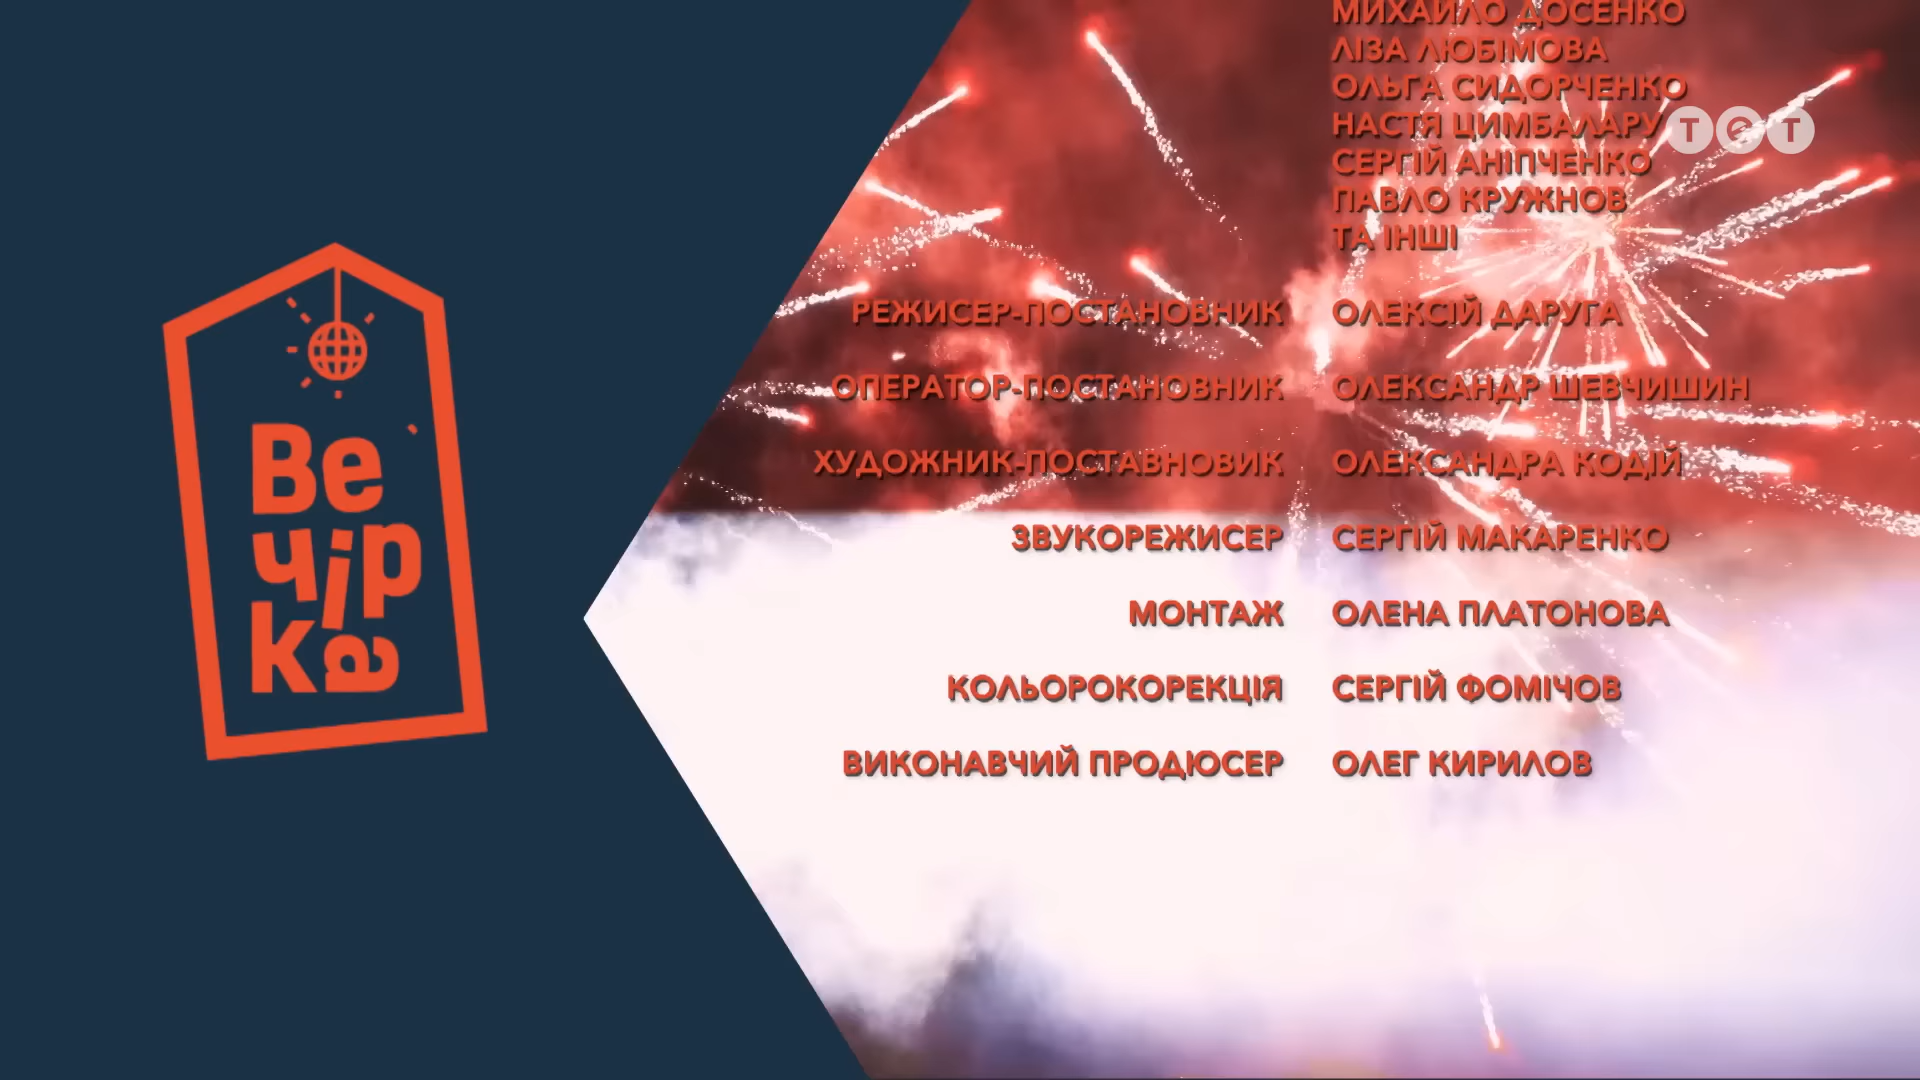 Ве
чір
ка
МИХАЙЛО ДОСЕНКО
ЛІЗА ЛЮБІМОВА
ОЛЬГА СИДОРЧЕНКО
НАСТЯ ЦИМБАЛАРУ
СЕРГІЙ АНІПЧЕНКО
ПАВЛО КРУЖНОВ
ТА ІНШІ
тет
РЕЖИСЕР-ПОСТАНОВНИК ОЛЕКСІЙ ДАРУГА
ОПЕРАТОР-ПОСТАНОВНИК ОЛЕКСАНДР ШЕВЧИШИН
ХУДОЖНИК-ПОСТАВНОВИК ОЛЕКСАНДРА КОДІЙ
ЗВУКОРЕЖИСЕР СЕРГІЙ МАКАРЕНКО
МОНТАЖ ОЛЕНА ПЛАТОНОВА
КОЛЬОРОКОРЕКЦІЯ СЕРГІЙ ФОМІЧОВ
ВИКОНАВЧИЙ ПРОДЮСЕР ОЛЕГ КИРИЛОВ